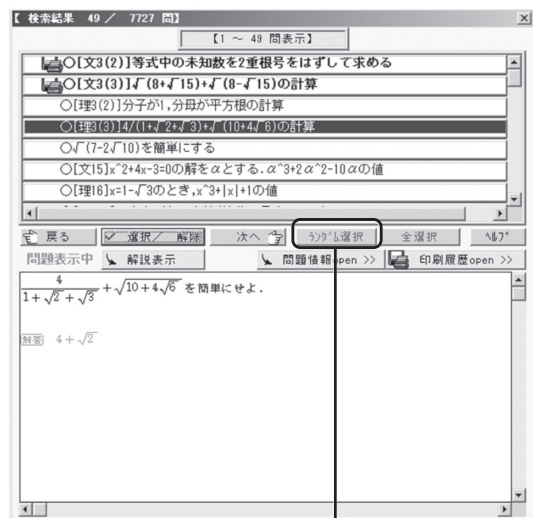 【 検索結果 49 / 7727 問】
【1 ~ 49 問表示】
○[文3(2)]等式中の未知数を2重根号をはずして求める
○[文3(3)]√(8+√15)+√(8-√15)の計算
○[理3(2)]分子が1,分母が平方根の計算
○[理3(3)]4/(1+√2+√3)+√(10+4√6)の計算
○√(7-2√10)を簡単にする
○[文15]x^2+4x-3=0の解をαとする.α^3+2α^2-10αの値
○[理16]x=1-√3のとき,x^3+|x|+1の値
戻る 選択/ 解除 次へ ランダム選択 全選択 ヘルプ
問題表示中 解説表示 問題情報open >> 印刷履歴open >>
4/(1+√2+√3)+√(10+4√6) を簡単にせよ.
解答 4+√2